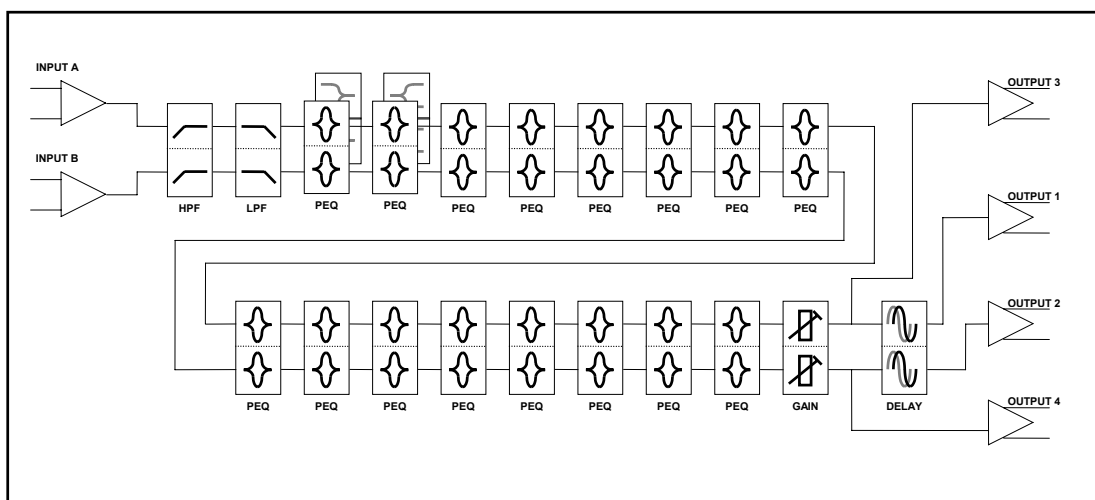 INPUT A
OUTPUT 3
INPUT B
HPF LPF PEQ PEQ PEQ PEQ PEQ PEQ PEQ PEQ
OUTPUT 1
OUTPUT 2
PEQ PEQ PEQ PEQ PEQ PEQ PEQ PEQ GAIN DELAY
OUTPUT 4